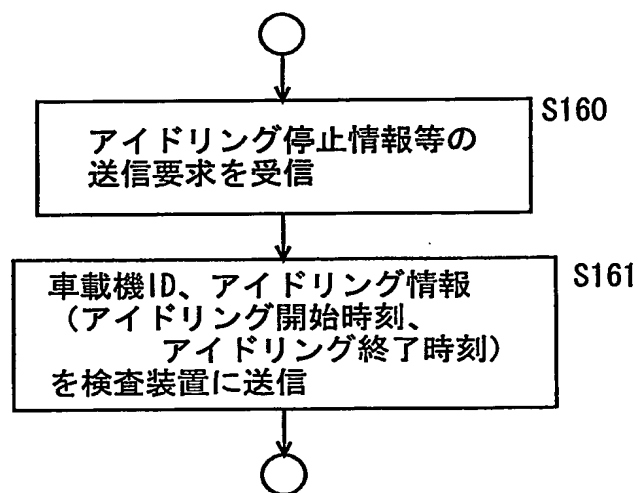 S160
アイドリング停止情報等の
送信要求を受信
S161
車載機ID、アイドリング情報
(アイドリング開始時刻、
アイドリング終了時刻)
を検査装置に送信